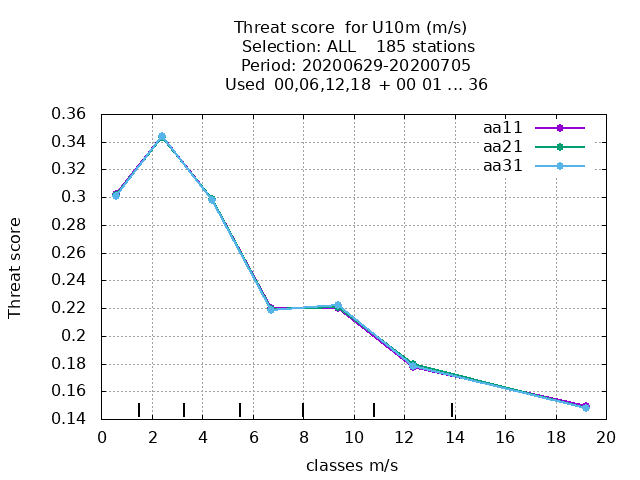 Threat score for U10m (m/s)
Selection: ALL 185 stations
Period: 20200629-20200705
Used 00,06,12,18 + 00 01 ... 36
aa11
aa21
aa31
0.36
0.34
0.32
0.3
0.28
0.26
0.24
0.22
0.2
0.18
0.16
0.14
Threat score
0 2 4 6 8 10 12 14 16 18 20
classes m/s